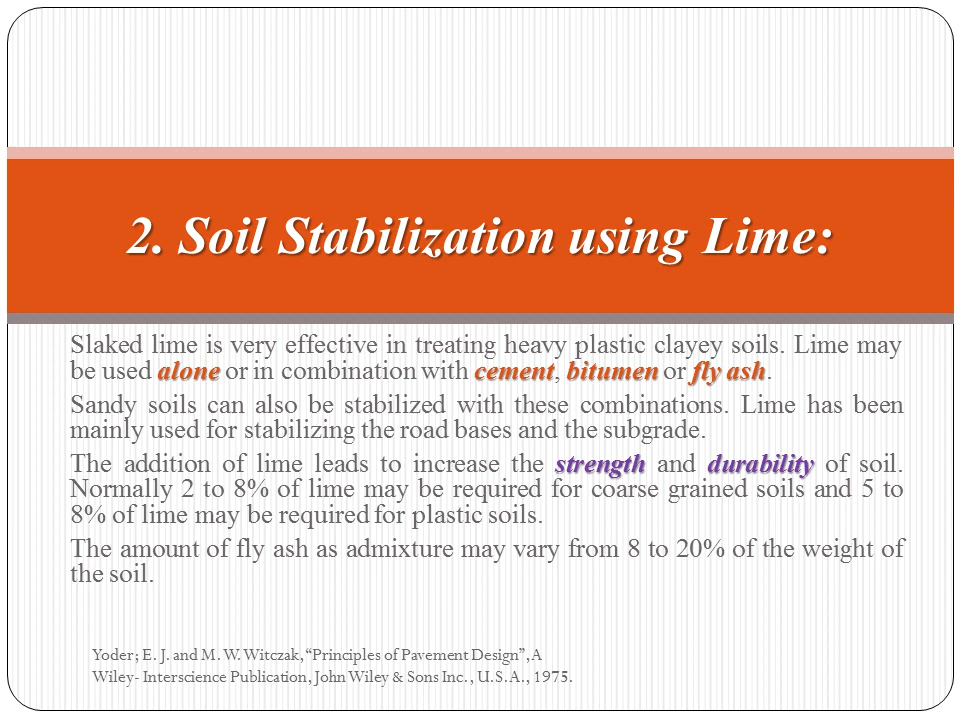 2. Soil Stabilization using Lime:
Slaked lime is very effective in treating heavy plastic clayey soils. Lime may
be used alone or in combination with cement, bitumen or fly ash.
Sandy soils can also be stabilized with these combinations. Lime has been
mainly used for stabilizing the road bases and the subgrade.
The addition of lime leads to increase the strength and durability of soil.
Normally 2 to 8% of lime may be required for coarse grained soils and 5 to
8% of lime may be required for plastic soils.
The amount of fly ash as admixture may vary from 8 to 20% of the weight of
the soil.
Yoder; E. J. and M. W. Witczak, “Principles of Pavement Design”, A
Wiley- Interscience Publication, John Wiley & Sons Inc., U.S.A., 1975.